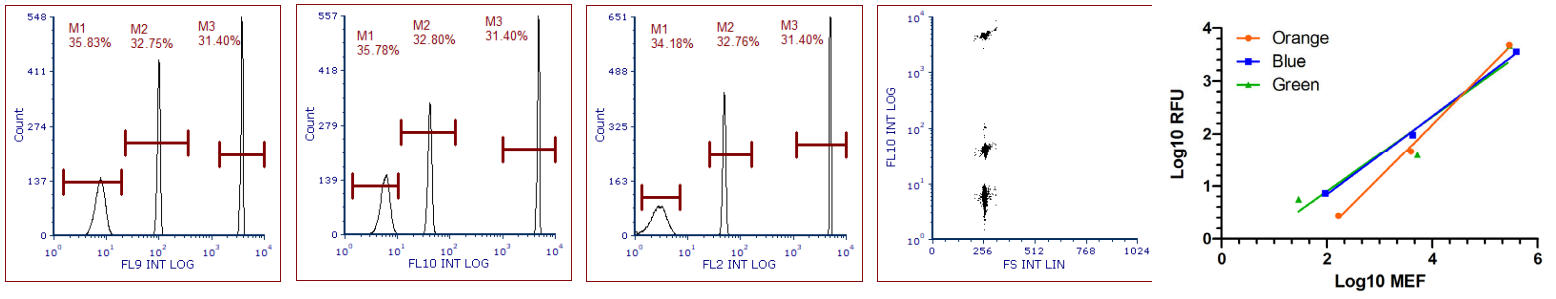 548
411
274
137
0
Count
M1
35.83%
M2
32.75%
M3
31.40%
10^0
10^1
10^2
10^3
10^4
FL9 INT LOG
557
418
279
139
0
Count
M1
35.78%
M2
32.80%
M3
31.40%
10^0
10^1
10^2
10^3
10^4
FL10 INT LOG
651
488
325
163
0
Count
M1
34.18%
M2
32.76%
M3
31.40%
10^0
10^1
10^2
10^3
10^4
FL2 INT LOG
10^4
10^3
10^2
10^1
10^0
FL10 INT LOG
0
256
512
768
1024
FS INT LIN
4
3
2
1
0
Log10 RFU
Orange
Blue
Green
2
4
6
Log10 MEF